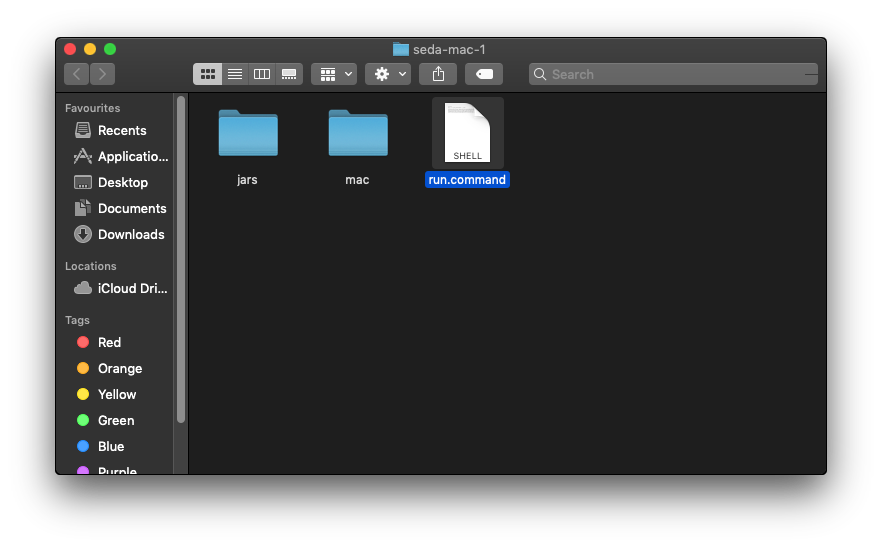 seda-mac-1
Search
Favourites
Recents
Applicatio...
Desktop
Documents
Downloads
Locations
iCloud Dri...
Tags
Red
Orange
Yellow
Green
Blue
Purple
jars
mac
SHELL
run.command